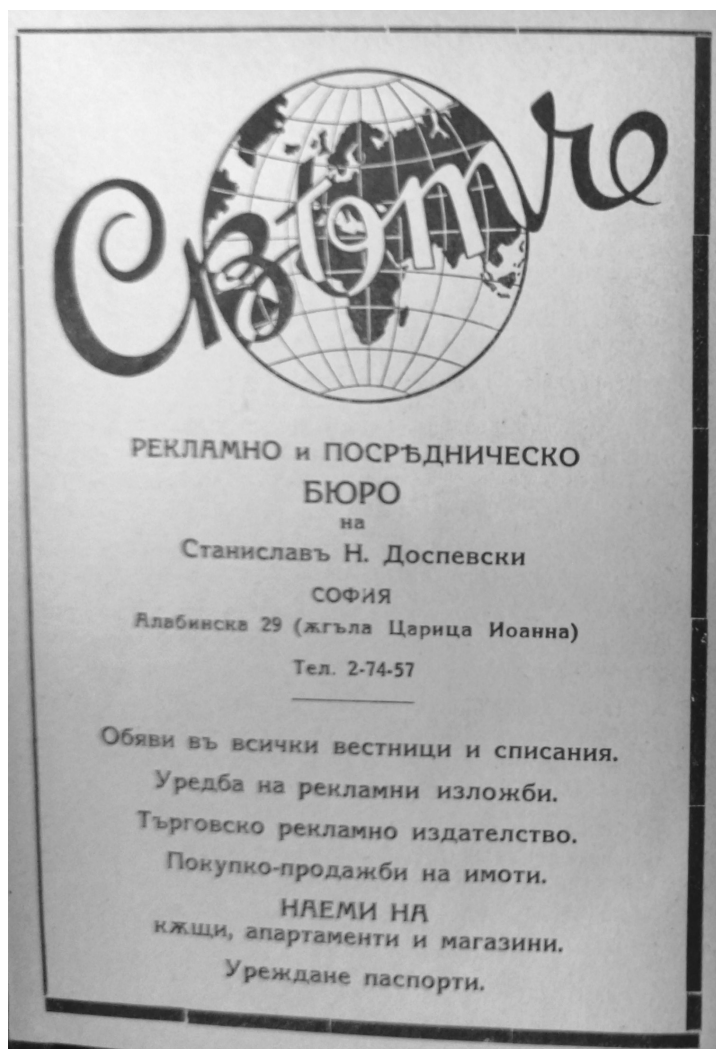 РЕКЛАМНО и ПОСРѢДНИЧЕСКО
БЮРО
на
Станиславъ Н. Доспевски
СОФИЯ
Алабинска 29 (жгъла Царица Иоанна)
Тел. 2-74-57
Обяви въ всички вестници и списания.
Уредба на рекламни изложби.
Търговско рекламно издателство.
Покупко-продажби на имоти.
НАЕМИ НА
кѫщи, апартаменти и магазини.
Уреждане паспорти.